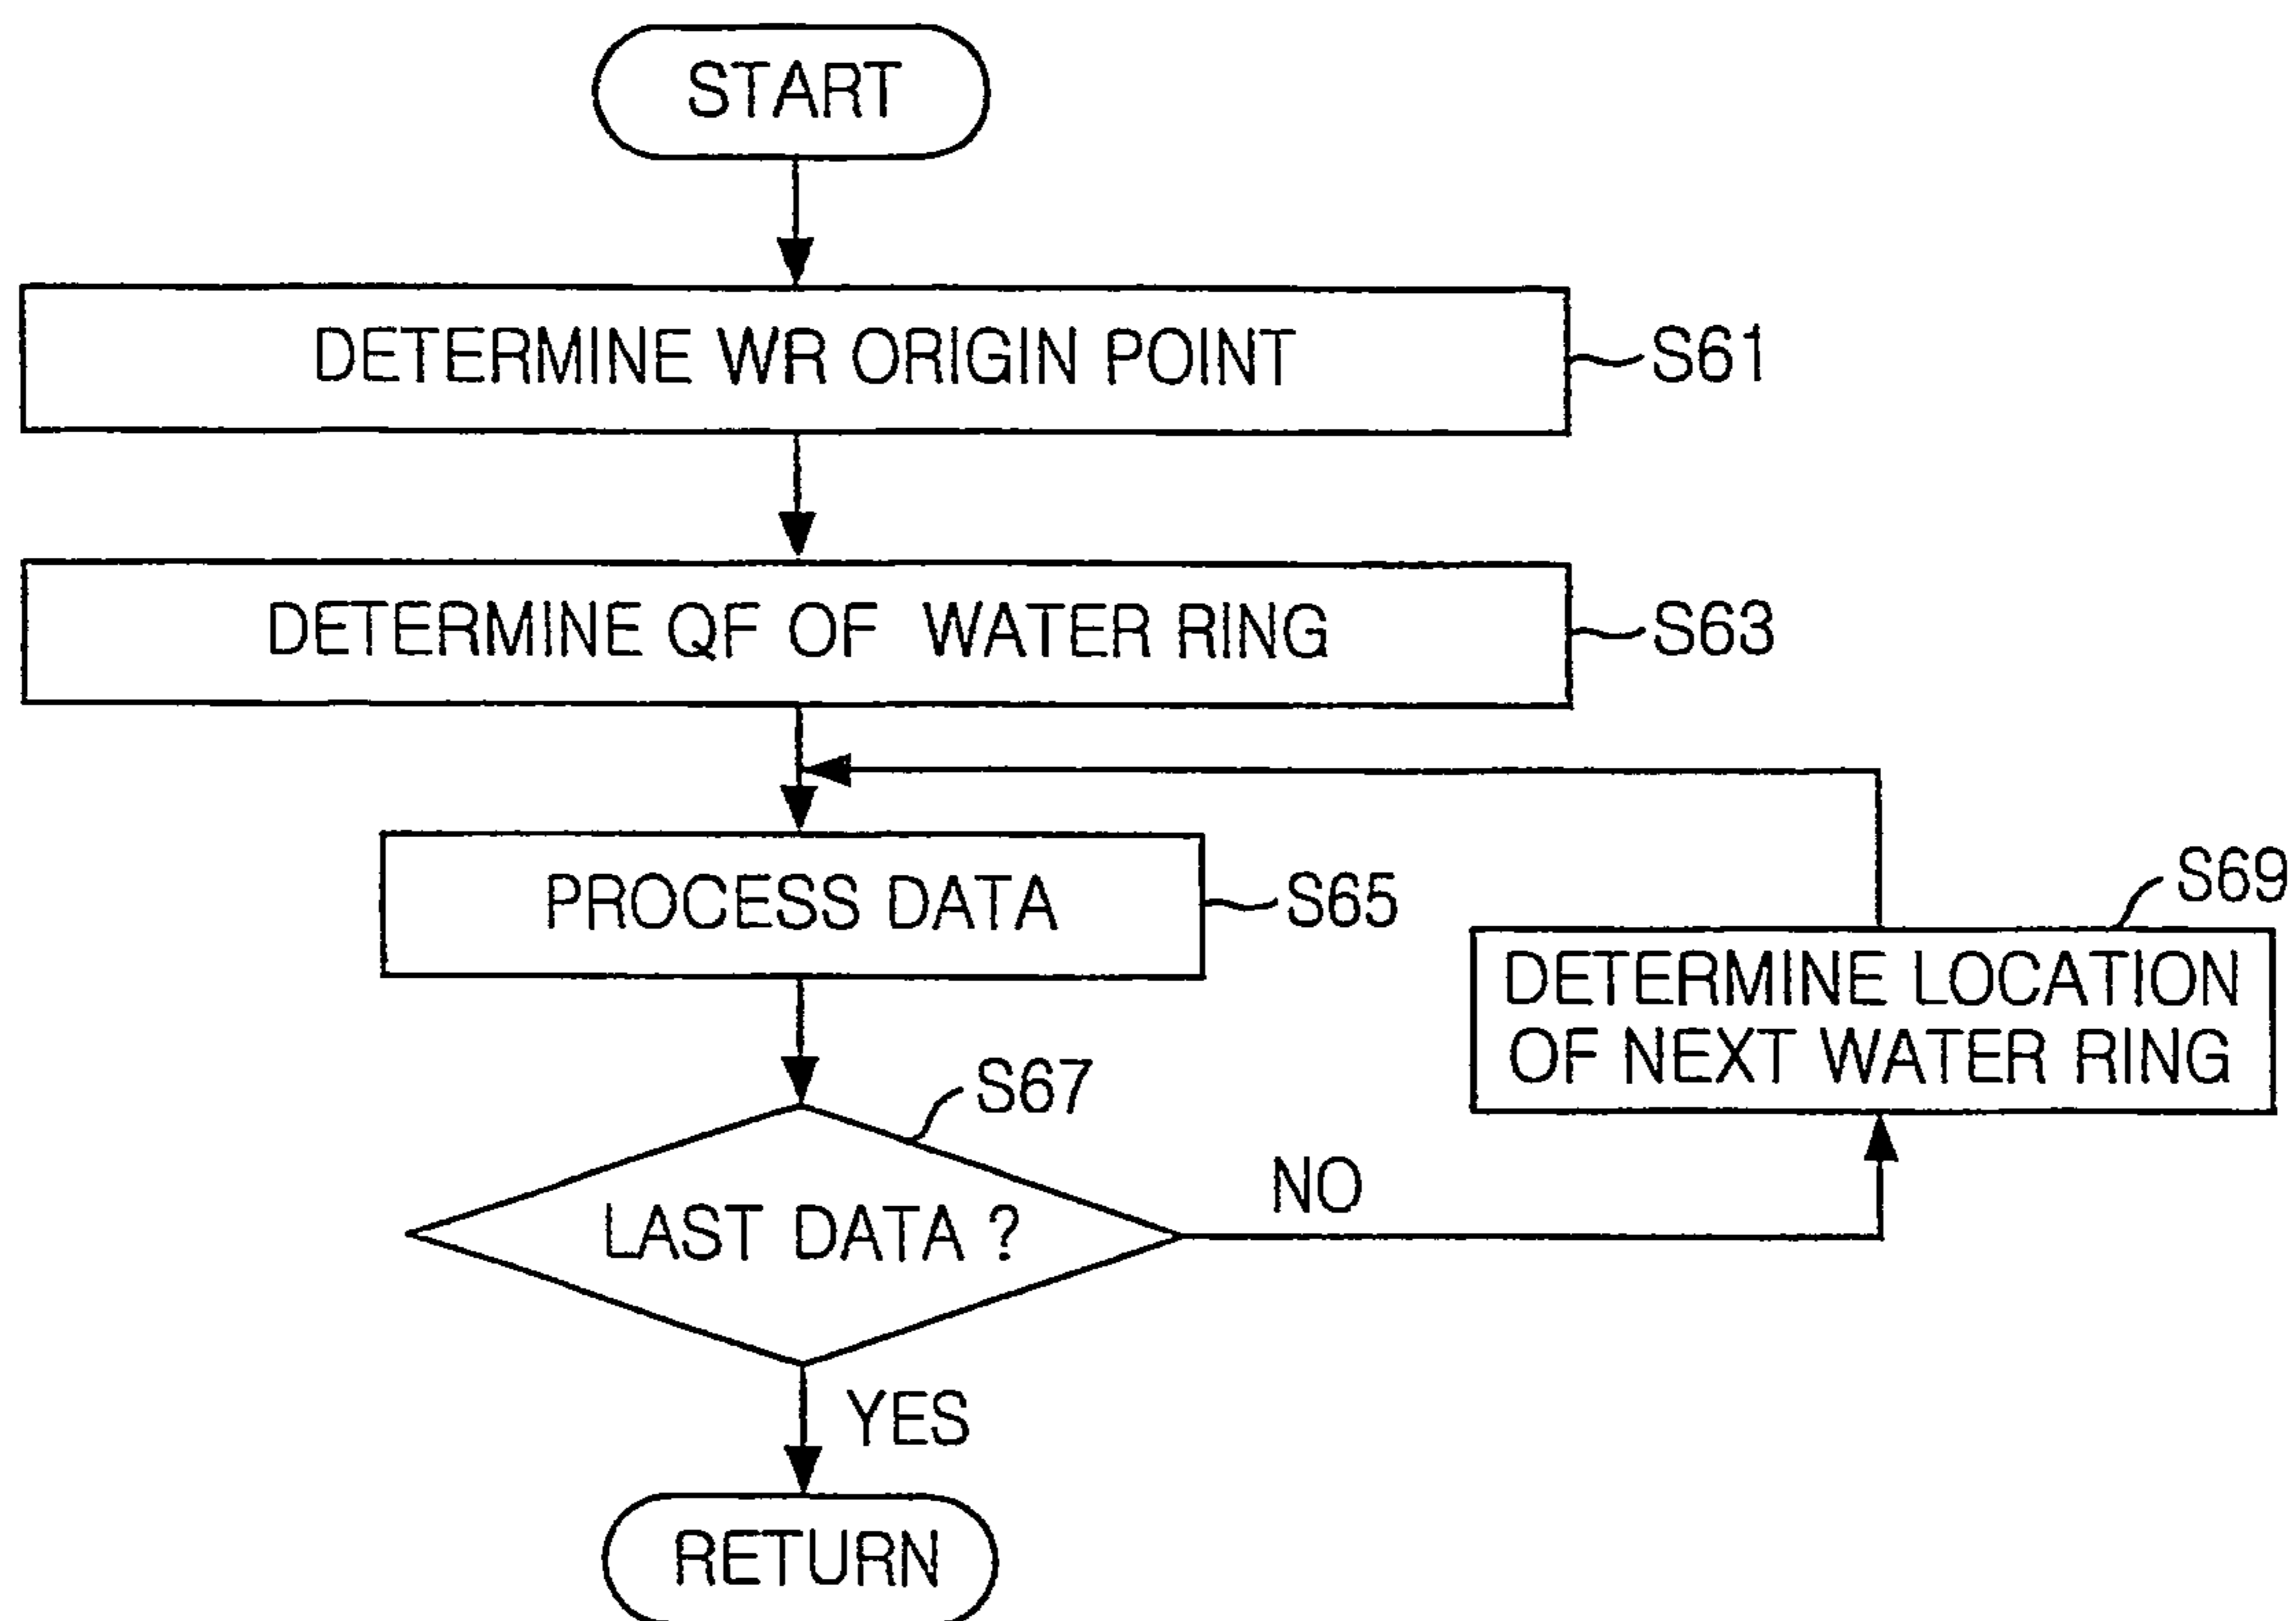 START
DETERMINE WR ORIGIN POINT
S61
DETERMINE QF OF WATER RING
S63
PROCESS DATA
S65
S69
DETERMINE LOCATION
OF NEXT WATER RING
S67
LAST DATA ?
NO
YES
RETURN